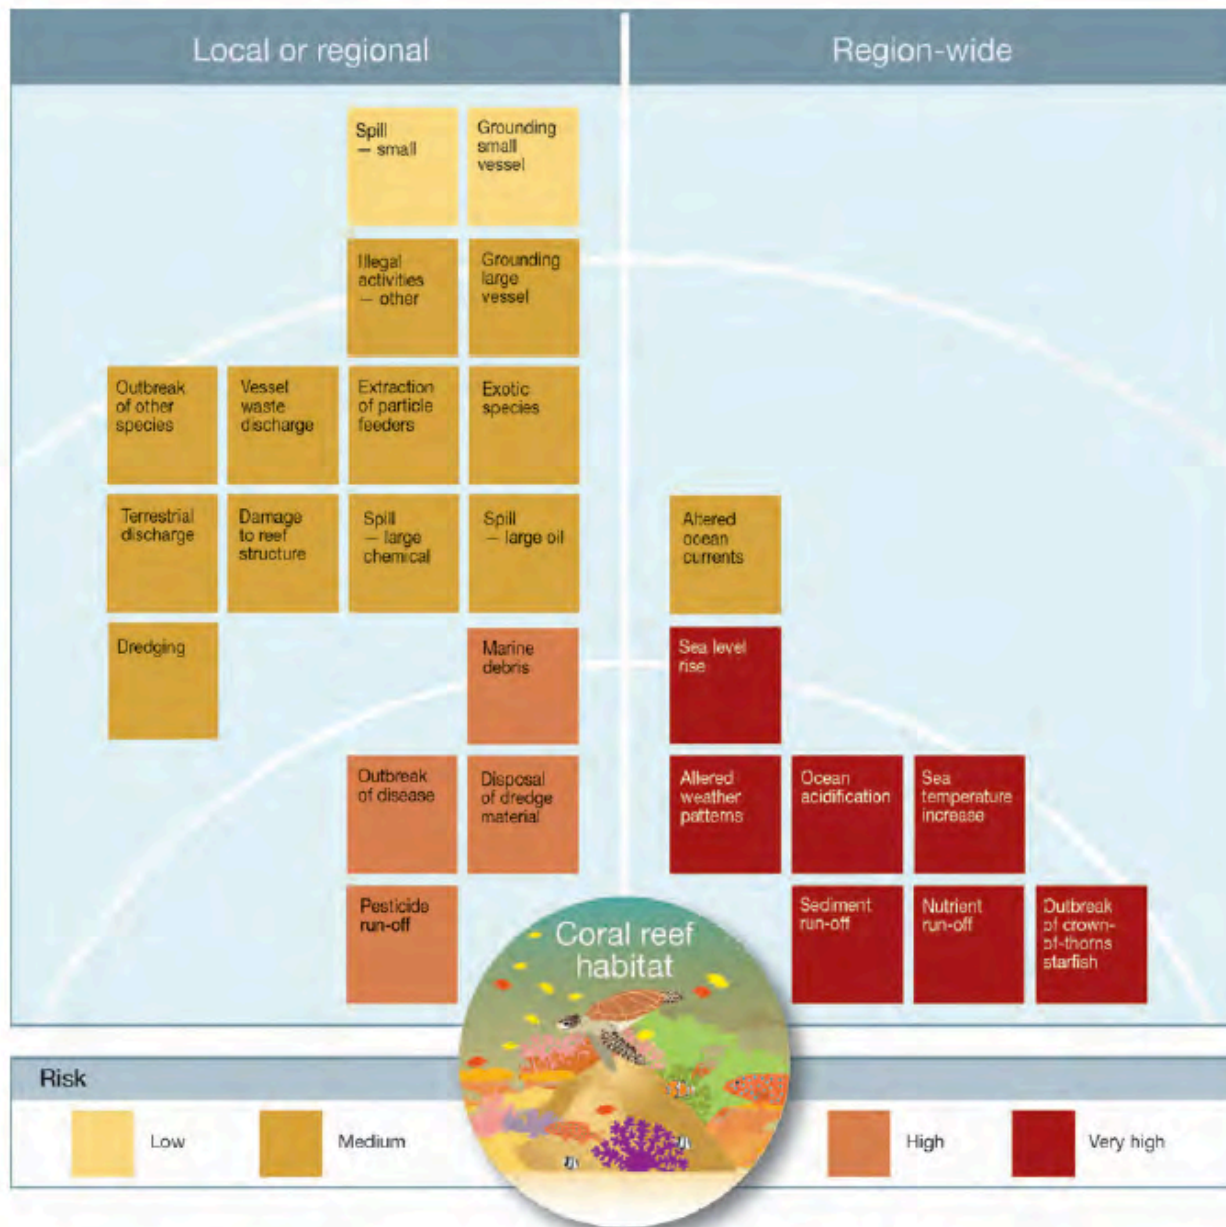 Local or regional
Region-wide
Spill
— small
Grounding
small
vessel
Illegal
activities
— other
Grounding
large
vessel
Outbreak
of other
species
Vessel
waste
discharge
Extraction
of particle
feeders
Exotic
species
Terrestrial
discharge
Damage
to reef
structure
Spill
— large
chemical
Spill
— large oil
Altered
ocean
currents
Dredging
Marine
debris
Sea level
rise
Outbreak
of disease
Disposal
of dredge
material
Altered
weather
patterns
Ocean
acidification
Sea
temperature
increase
Pesticide
run-off
Sediment
run-off
Nutrient
run-off
Outbreak
of crown-
of-thorns
starfish
Coral reef
habitat
Risk
Low
Medium
High
Very high